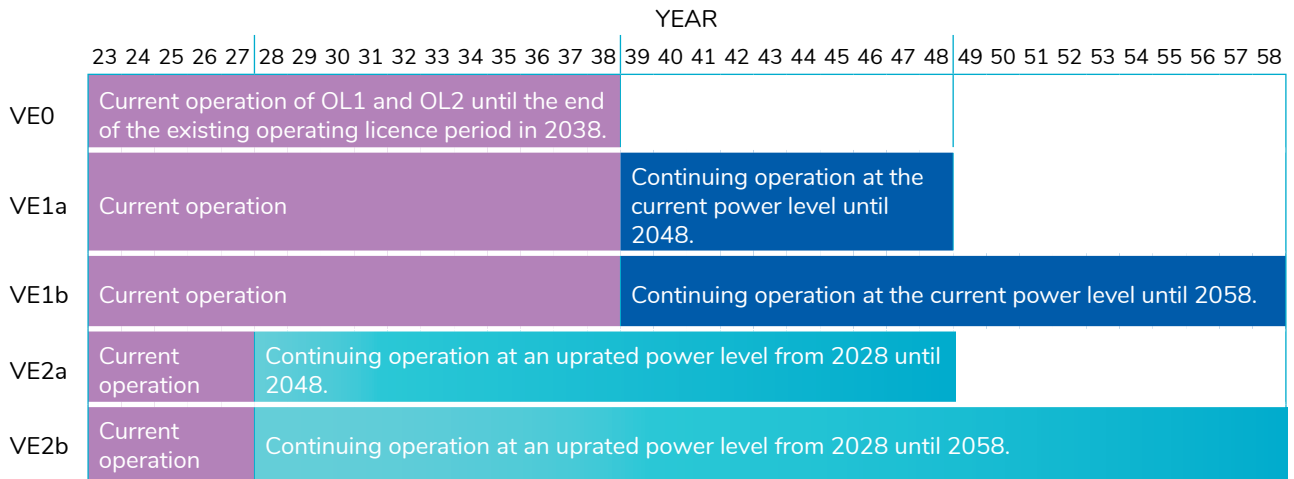 YEAR
23 24 25 26 27 28 29 30 31 32 33 34 35 36 37 38 39 40 41 42 43 44 45 46 47 48 49 50 51 52 53 54 55 56 57 58
VE0
Current operation of OL1 and OL2 until the end
of the existing operating licence period in 2038.
VE1a
Current operation
Continuing operation at the
current power level until
2048.
VE1b
Current operation
Continuing operation at the current power level until 2058.
VE2a
Current
operation
Continuing operation at an uprated power level from 2028 until
2048.
VE2b
Current
operation
Continuing operation at an uprated power level from 2028 until 2058.